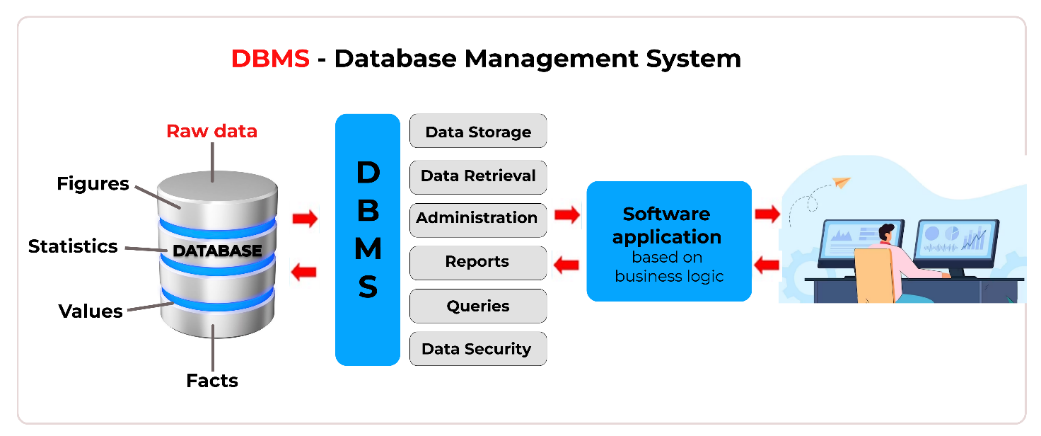 DBMS - Database Management System
Raw data
Figures
Statistics
Values
Facts
DATABASE
D
B
M
S
Data Storage
Data Retrieval
Administration
Reports
Queries
Data Security
Software
application
based on
business logic